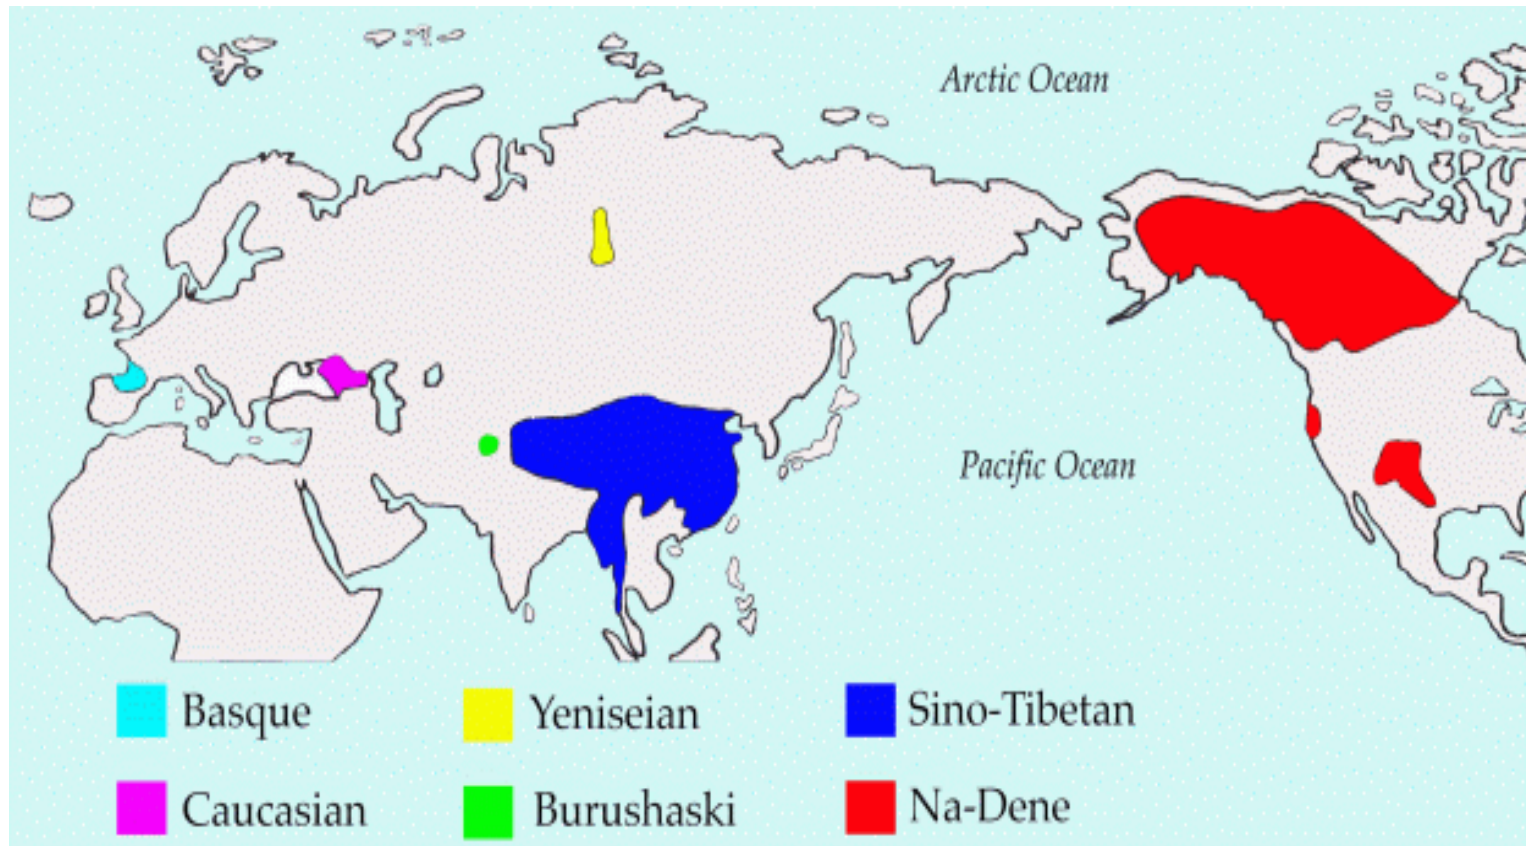 Arctic Ocean
Pacific Ocean
Basque
Yeniseian
Sino-Tibetan
Caucasian
Burushaski
Na-Dene